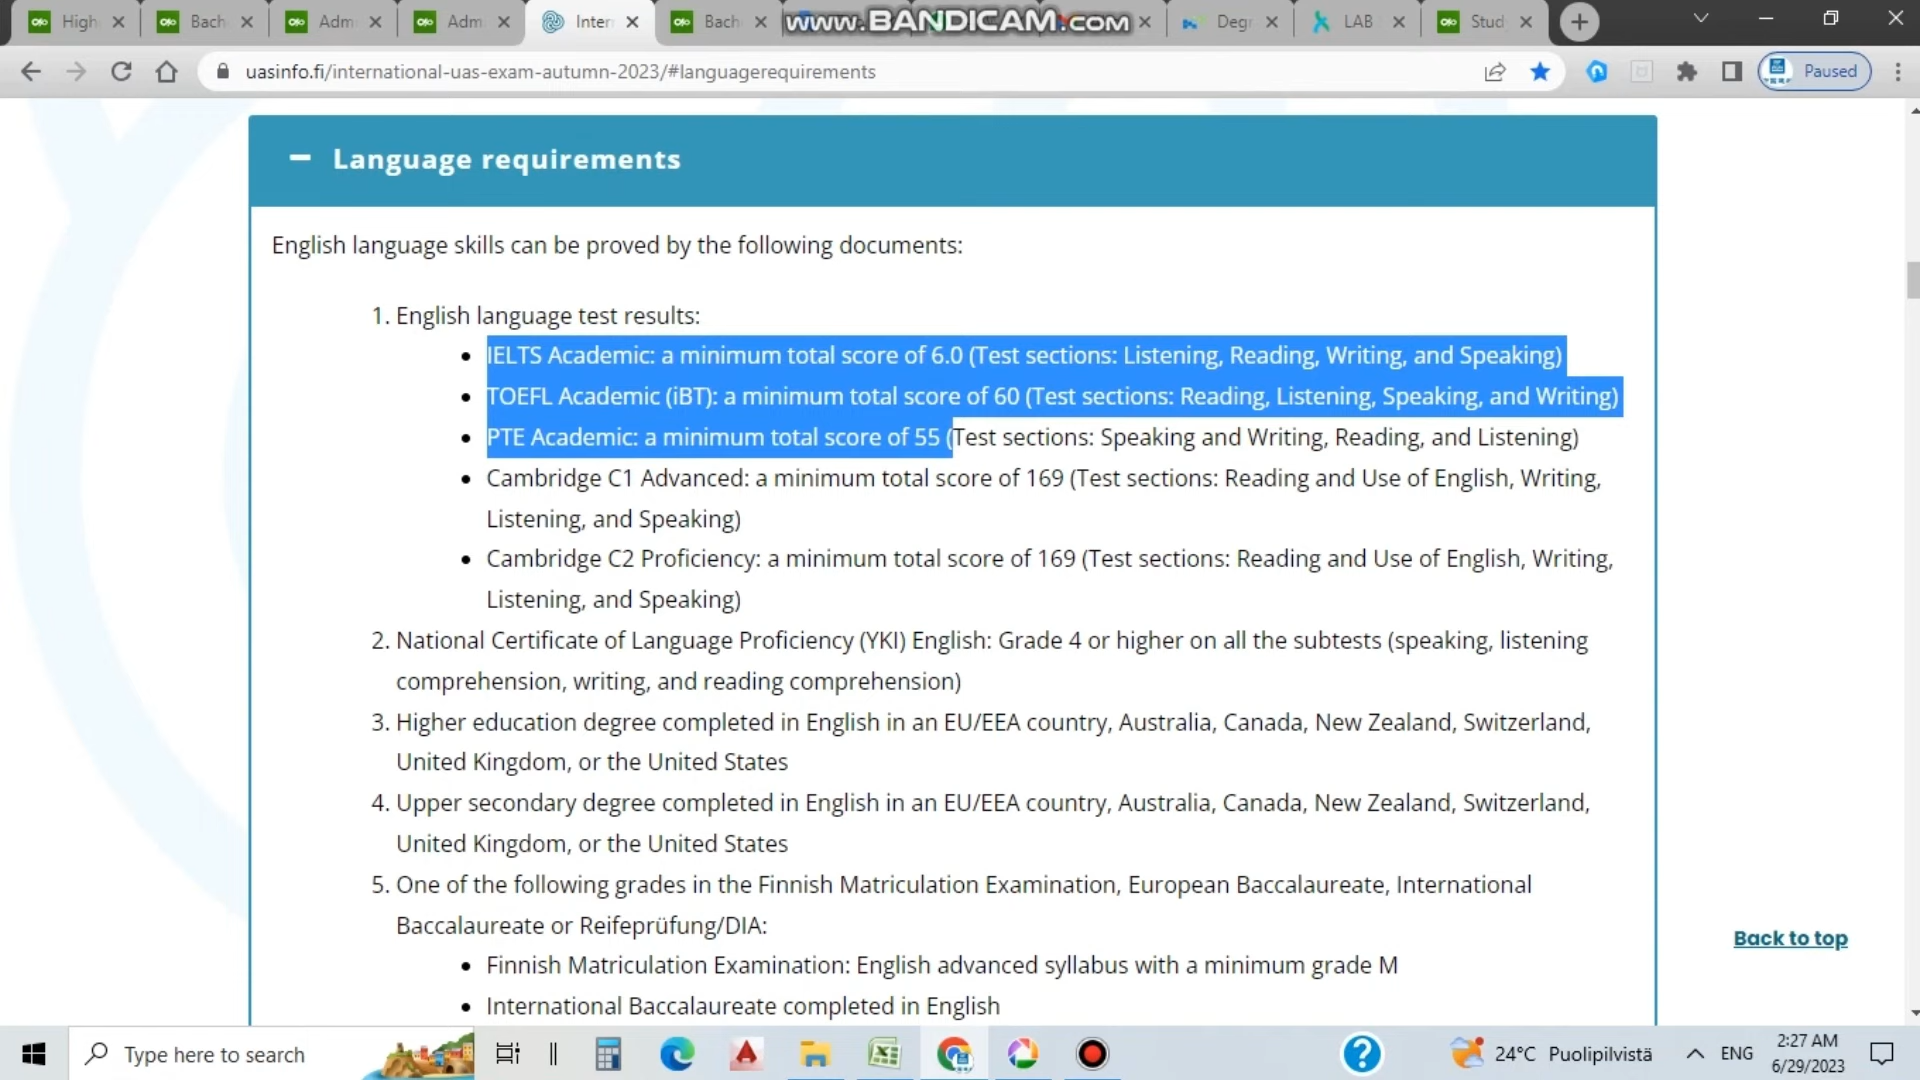 High
Bach
Adm
Adm
Inter
Bach
www.BANDICAM.com
Degr
LAB
Stud
uasinfo.fi/international-uas-exam-autumn-2023/#languagerequirements
Paused
Language requirements
English language skills can be proved by the following documents:
1. English language test results:
IELTS Academic: a minimum total score of 6.0 (Test sections: Listening, Reading, Writing, and Speaking)
TOEFL Academic (iBT): a minimum total score of 60 (Test sections: Reading, Listening, Speaking, and Writing)
PTE Academic: a minimum total score of 55 (Test sections: Speaking and Writing, Reading, and Listening)
Cambridge C1 Advanced: a minimum total score of 169 (Test sections: Reading and Use of English, Writing,
Listening, and Speaking)
Cambridge C2 Proficiency: a minimum total score of 169 (Test sections: Reading and Use of English, Writing,
Listening, and Speaking)
2. National Certificate of Language Proficiency (YKI) English: Grade 4 or higher on all the subtests (speaking, listening
comprehension, writing, and reading comprehension)
3. Higher education degree completed in English in an EU/EEA country, Australia, Canada, New Zealand, Switzerland,
United Kingdom, or the United States
4. Upper secondary degree completed in English in an EU/EEA country, Australia, Canada, New Zealand, Switzerland,
United Kingdom, or the United States
5. One of the following grades in the Finnish Matriculation Examination, European Baccalaureate, International
Baccalaureate or Reifeprüfung/DIA:
Back to top
Finnish Matriculation Examination: English advanced syllabus with a minimum grade M
International Baccalaureate completed in English
Type here to search
24°C Puolipilvistä
ENG
2:27 AM
6/29/2023